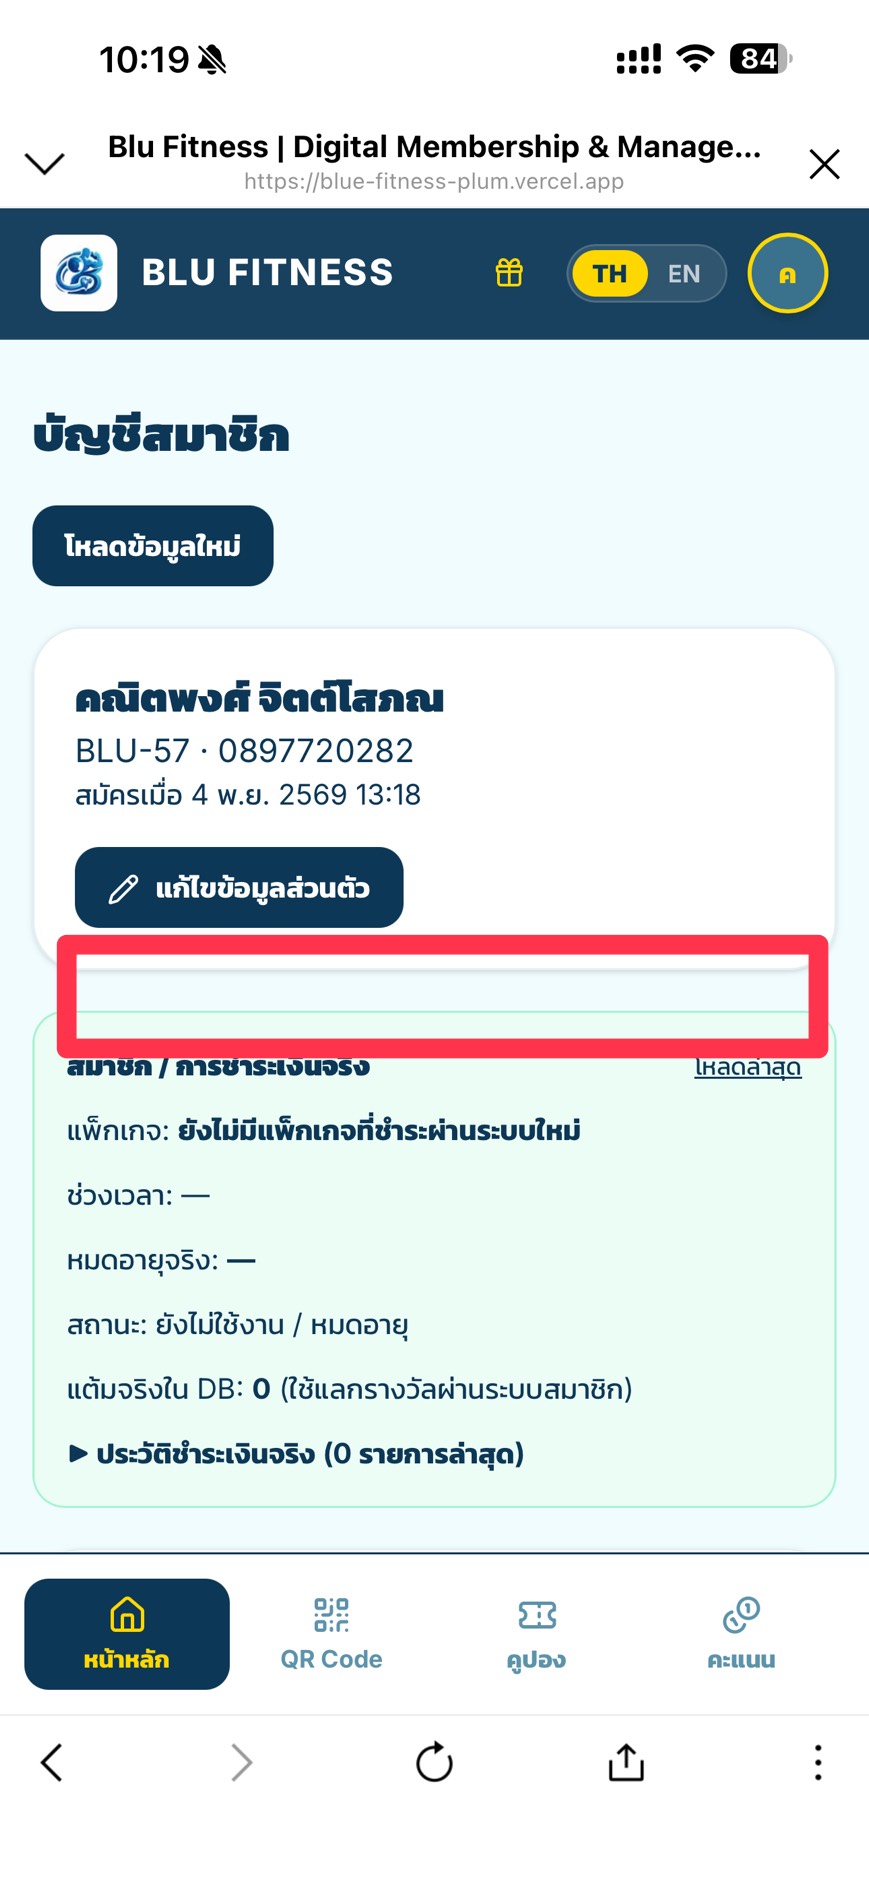 10:19
84
Blu Fitness | Digital Membership & Manage...
https://blue-fitness-plum.vercel.app
BLU FITNESS
TH EN ค
บัญชีสมาชิก
โหลดข้อมูลใหม่
คณิตพงศ์ จิตต์โสภณ
BLU-57 · 0897720282
สมัครเมื่อ 4 พ.ย. 2569 13:18
แก้ไขข้อมูลส่วนตัว
สมาชิก / การชำระเงินจริง โหลดล่าสุด
แพ็กเกจ: ยังไม่มีแพ็กเกจที่ชำระผ่านระบบใหม่
ช่วงเวลา: —
หมดอายุจริง: —
สถานะ: ยังไม่ใช้งาน / หมดอายุ
แต้มจริงใน DB: 0 (ใช้แลกรางวัลผ่านระบบสมาชิก)
▶ ประวัติชำระเงินจริง (0 รายการล่าสุด)
หน้าหลัก QR Code คูปอง คะแนน